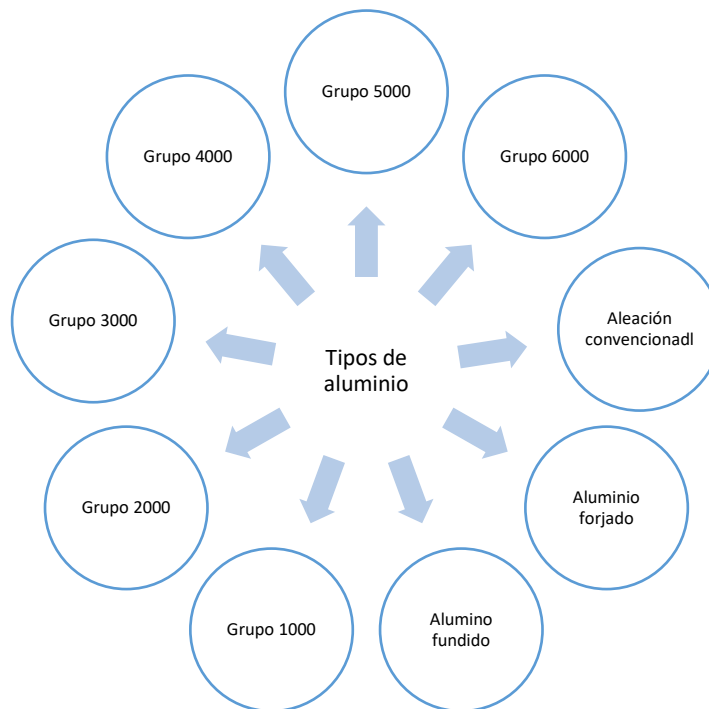 Grupo 5000
Grupo 4000
Grupo 6000
Grupo 3000
Aleación
convencionadl
Tipos de
aluminio
Grupo 2000
Aluminio
forjado
Grupo 1000
Alumino
fundido